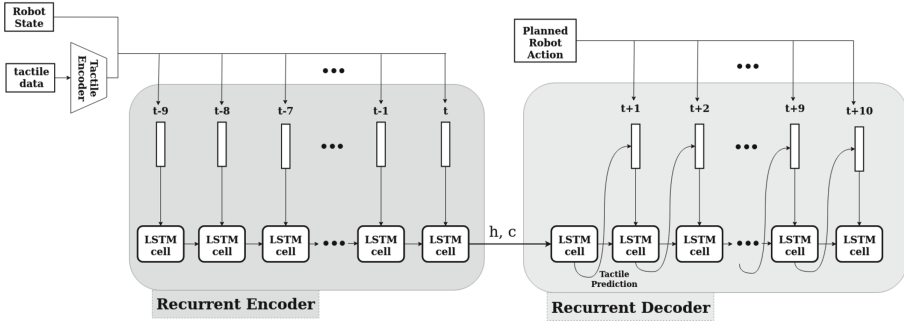 Robot
State
tactile
data
Tactile
Encoder
t-9
t-8
t-7
t-1
t
LSTM
cell
LSTM
cell
LSTM
cell
LSTM
cell
LSTM
cell
Recurrent Encoder
h, c
Planned
Robot
Action
t+1
t+2
t+9
t+10
LSTM
cell
LSTM
cell
LSTM
cell
LSTM
cell
LSTM
cell
Tactile
Prediction
Recurrent Decoder